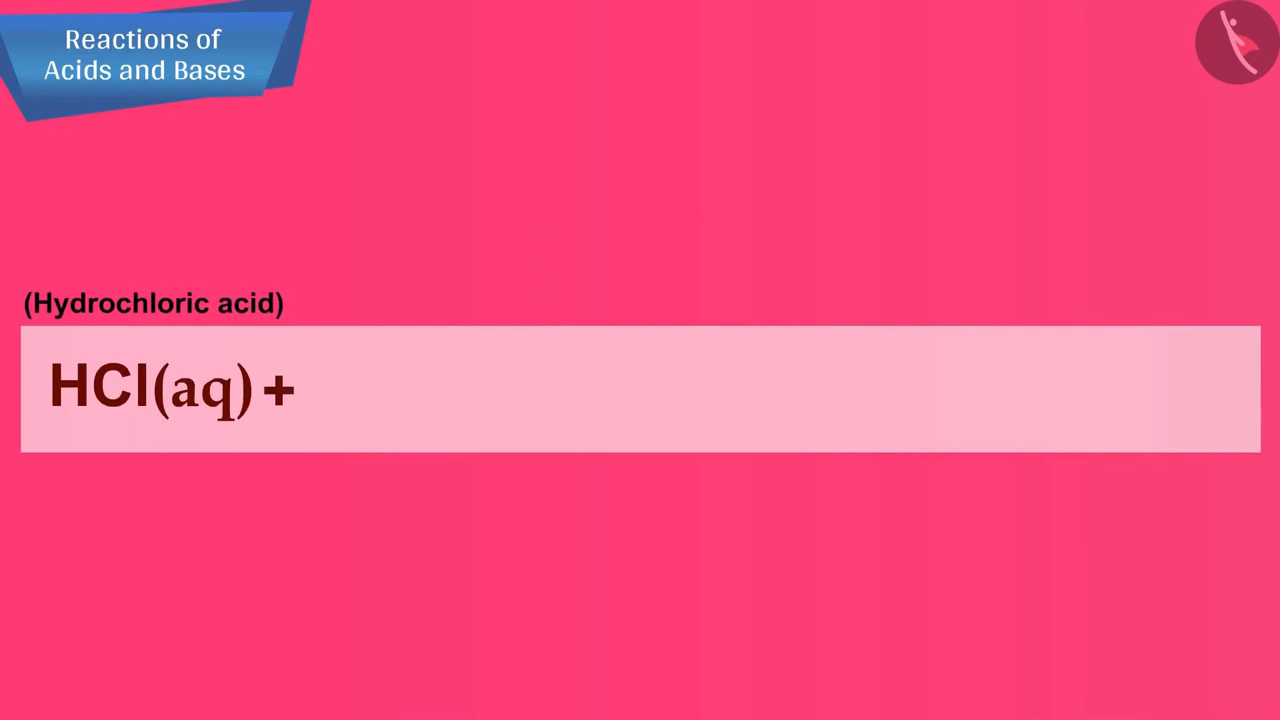 Reactions of
Acids and Bases
(Hydrochloric acid)
HCl(aq) +